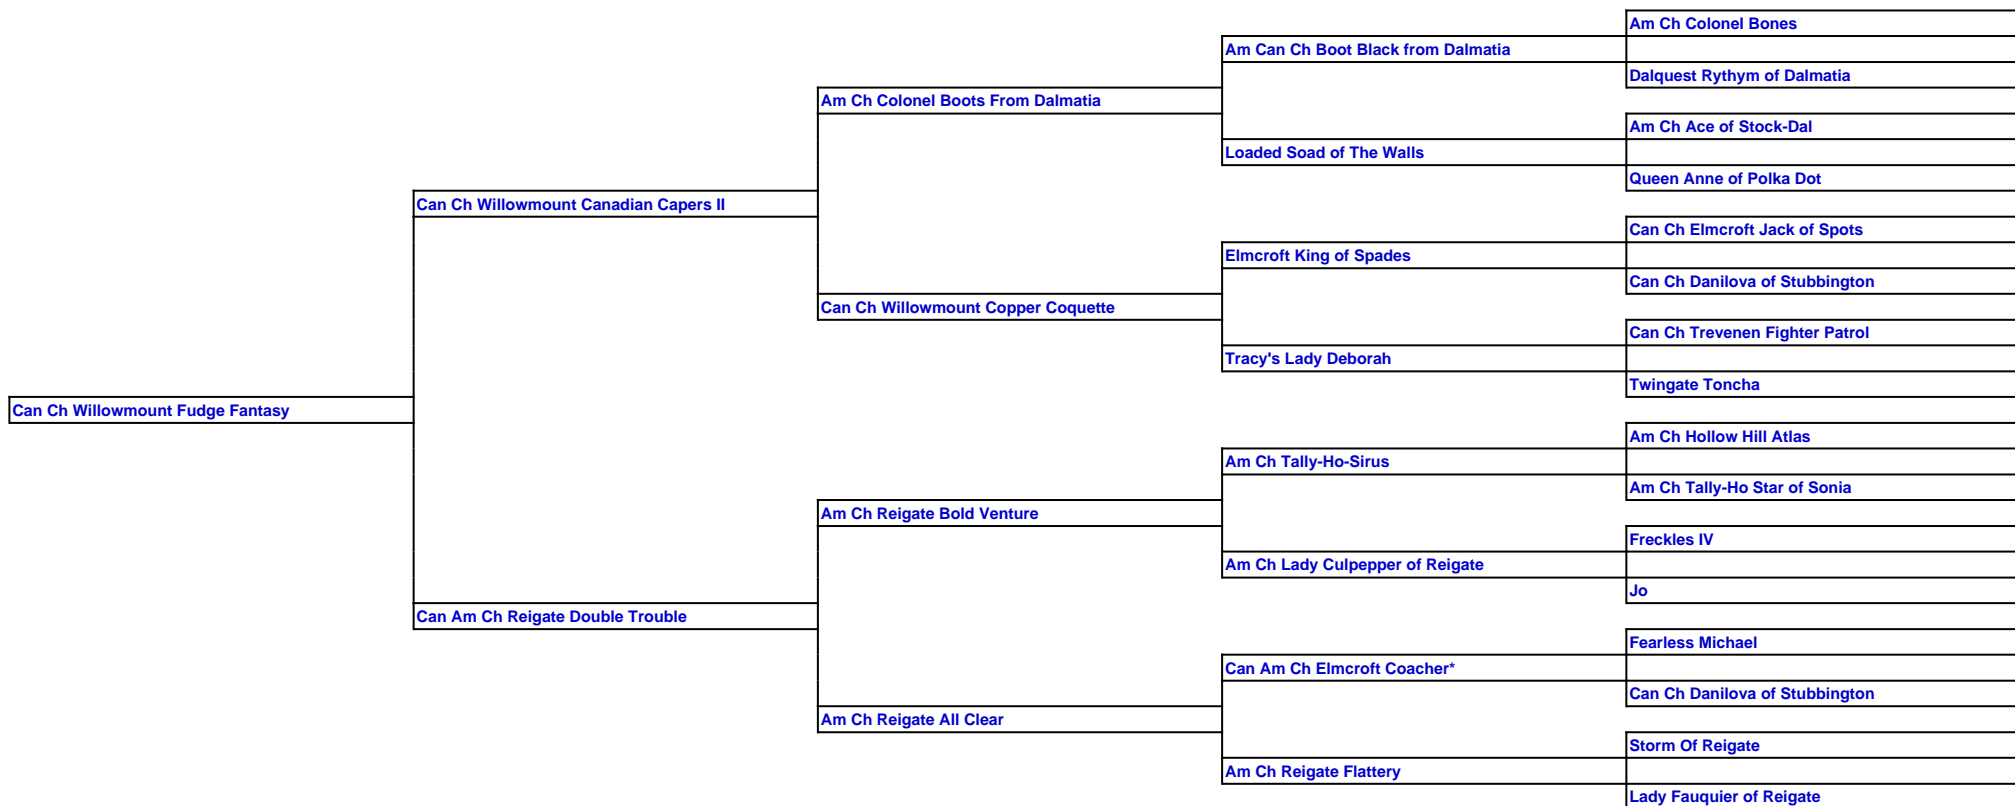 Am Ch Colonel Bones
Am Can Ch Boot Black from Dalmatia
Dalquest Rythym of Dalmatia
Am Ch Colonel Boots From Dalmatia
Am Ch Ace of Stock-Dal
Loaded Soad of The Walls
Queen Anne of Polka Dot
Can Ch Willowmount Canadian Capers II
Can Ch Elmcroft Jack of Spots
Elmcroft King of Spades
Can Ch Danilova of Stubbington
Can Ch Willowmount Copper Coquette
Can Ch Trevenen Fighter Patrol
Tracy's Lady Deborah
Twingate Toncha
Can Ch Willowmount Fudge Fantasy
Am Ch Hollow Hill Atlas
Am Ch Tally-Ho-Sirus
Am Ch Tally-Ho Star of Sonia
Am Ch Reigate Bold Venture
Freckles IV
Am Ch Lady Culpepper of Reigate
Jo
Can Am Ch Reigate Double Trouble
Fearless Michael
Can Am Ch Elmcroft Coacher*
Can Ch Danilova of Stubbington
Am Ch Reigate All Clear
Storm Of Reigate
Am Ch Reigate Flattery
Lady Fauquier of Reigate